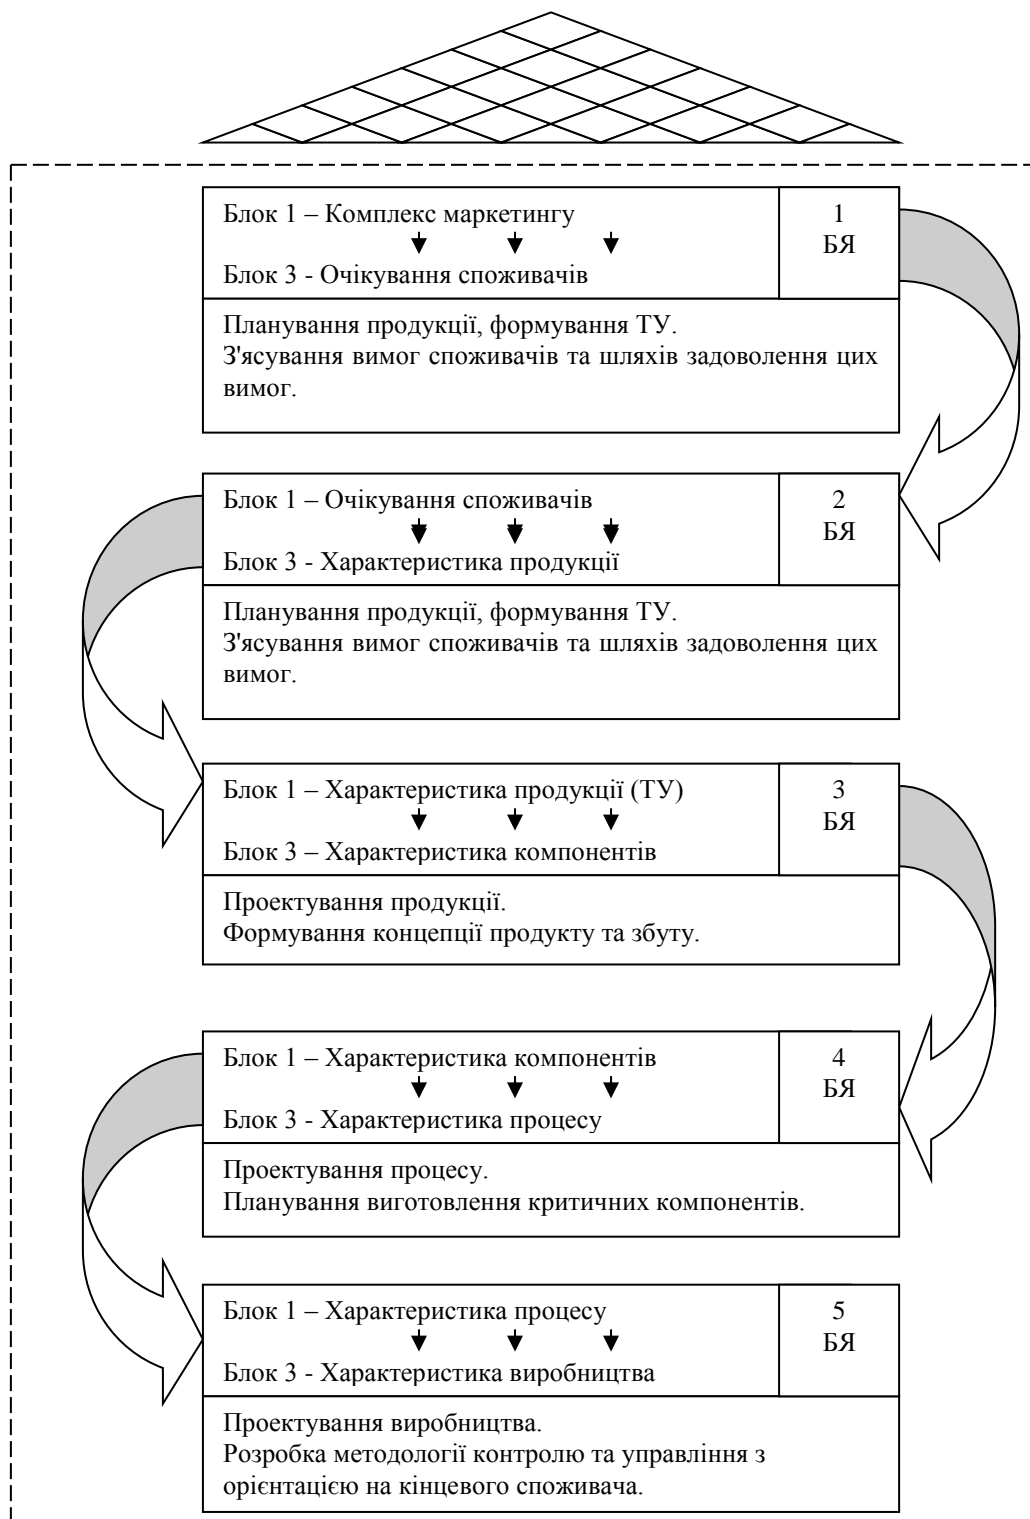 Блок 1 – Комплекс маркетингу
1
БЯ
Блок 3 - Очікування споживачів
Планування продукції, формування ТУ.
З'ясування вимог споживачів та шляхів задоволення цих
вимог.
Блок 1 – Очікування споживачів
2
БЯ
Блок 3 - Характеристика продукції
Планування продукції, формування ТУ.
З'ясування вимог споживачів та шляхів задоволення цих
вимог.
Блок 1 – Характеристика продукції (ТУ)
3
БЯ
Блок 3 – Характеристика компонентів
Проектування продукції.
Формування концепції продукту та збуту.
Блок 1 – Характеристика компонентів
4
БЯ
Блок 3 - Характеристика процесу
Проектування процесу.
Планування виготовлення критичних компонентів.
Блок 1 – Характеристика процесу
5
БЯ
Блок 3 - Характеристика виробництва
Проектування виробництва.
Розробка методології контролю та управління з
орієнтацією на кінцевого споживача.